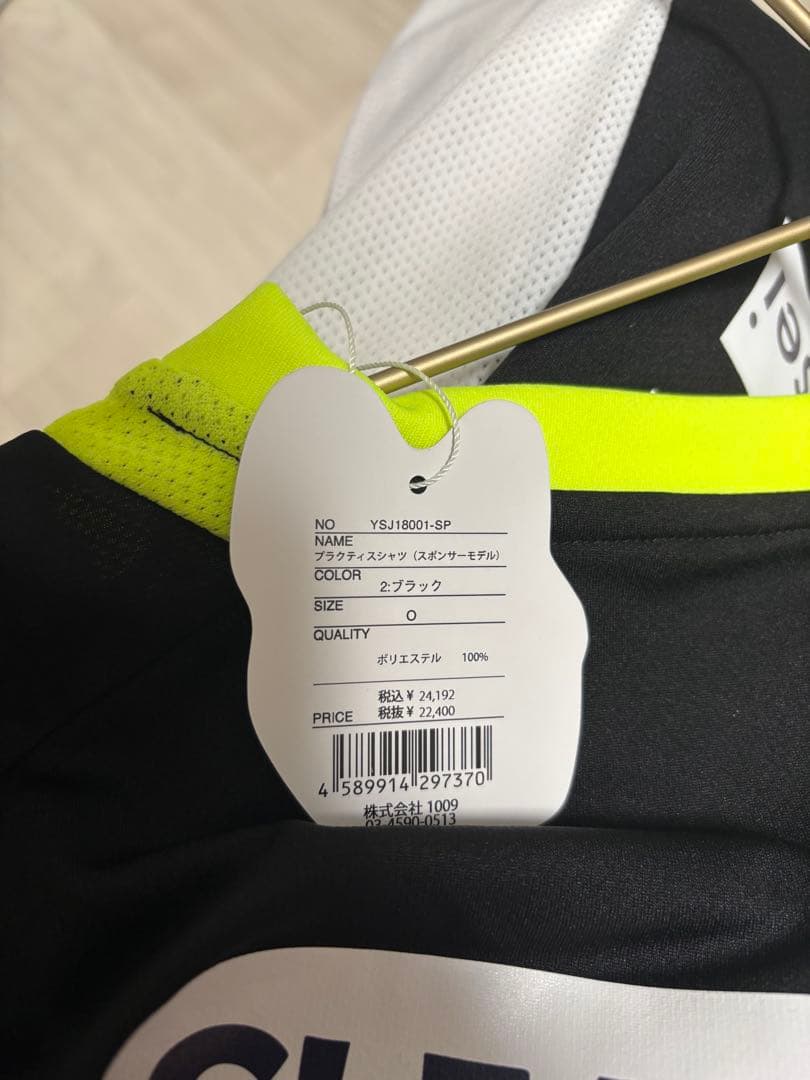 NO YSJ18001-SP
NAME
プラクティスシャツ（スポンサーモデル）
COLOR
2:ブラック
SIZE
O
QUALITY
ポリエステル 100%
税込¥ 24,192
税抜¥ 22,400
PRICE
4 589914 297370
株式会社 1009
03-4590-0513